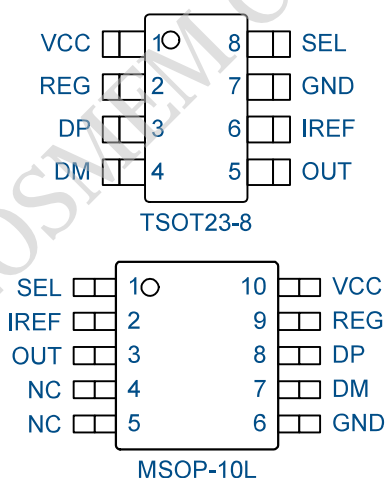 VCC 1 8 SEL
REG 2 7 GND
DP 3 6 IREF
DM 4 5 OUT
TSOT23-8
SEL 1 10 VCC
IREF 2 9 REG
OUT 3 8 DP
NC 4 7 DM
NC 5 6 GND
MSOP-10L